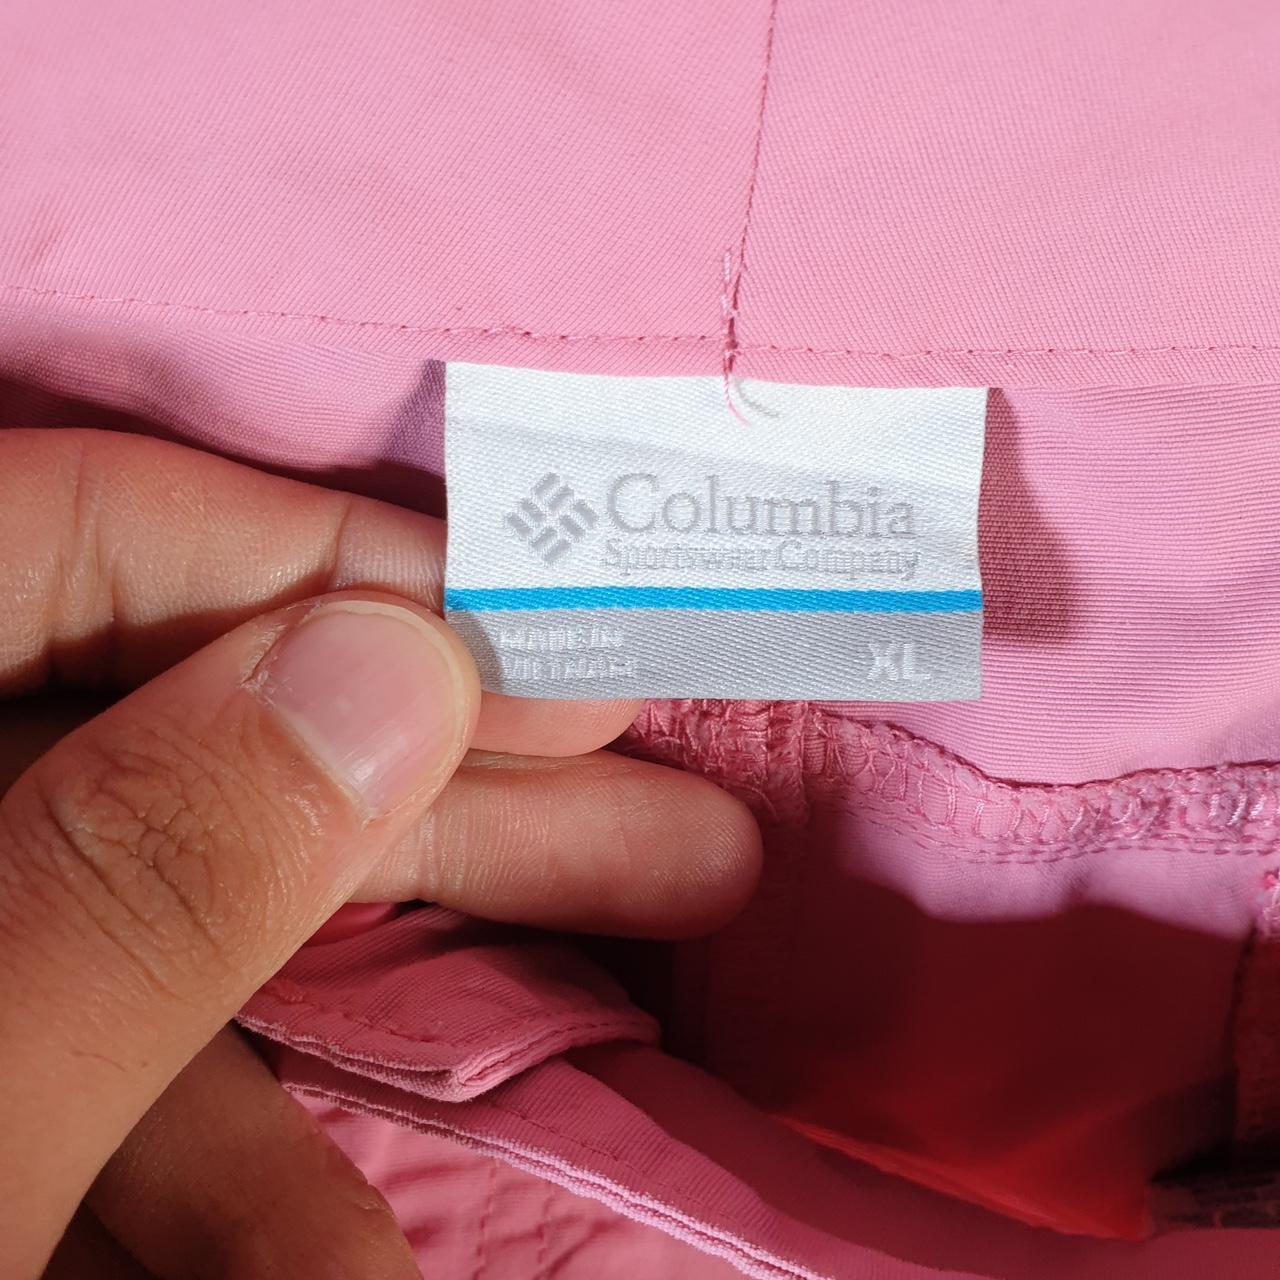 Columbia
Sportswear Company
MADE IN
VIETNAM
XL